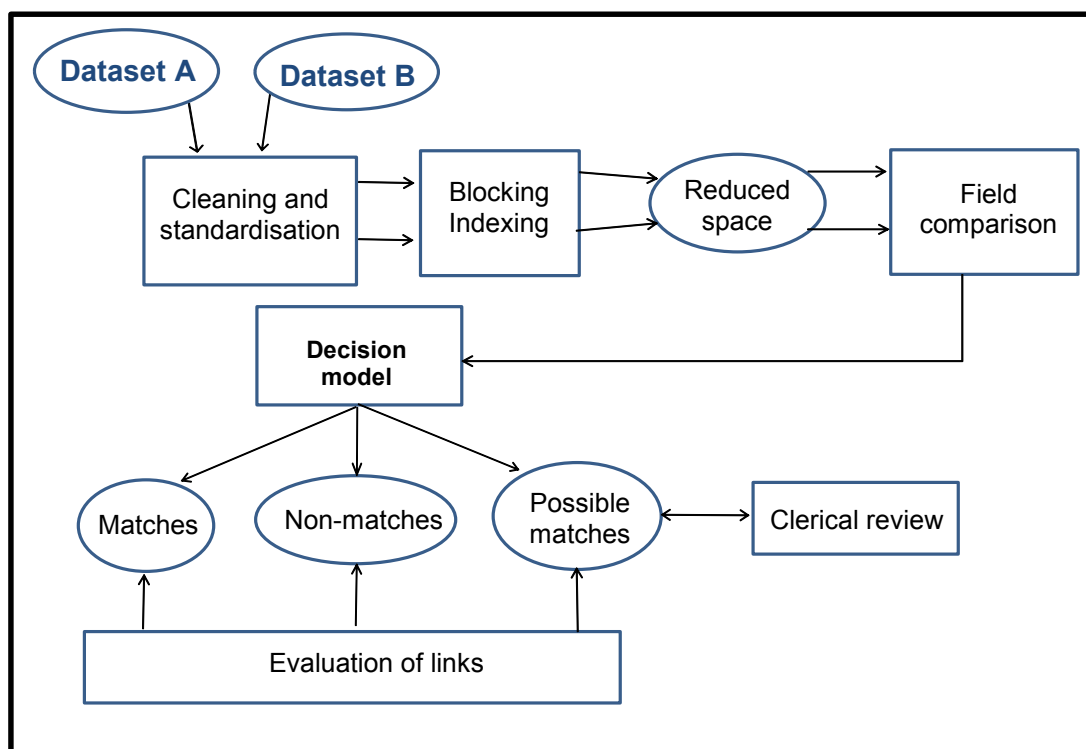 Dataset A
Dataset B
Cleaning and
standardisation
Blocking
Indexing
Reduced
space
Field
comparison
Decision
model
Matches
Non-matches
Possible
matches
Clerical review
Evaluation of links